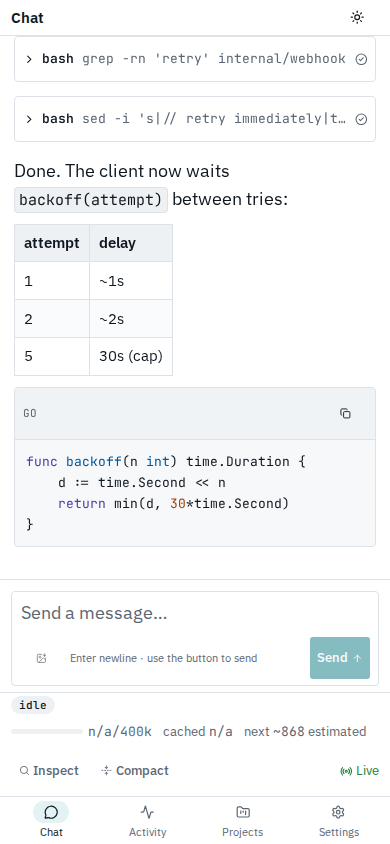 Chat
bash grep -rn 'retry' internal/webhook
bash sed -i 's|// retry immediately|t…
Done. The client now waits
backoff(attempt) between tries:
attempt delay
1 ~1s
2 ~2s
5 30s (cap)
GO
func backoff(n int) time.Duration {
    d := time.Second << n
    return min(d, 30*time.Second)
}
Send a message...
Enter newline · use the button to send
Send ↑
idle
n/a/400k cached n/a next ~868 estimated
Inspect Compact Live
Chat Activity Projects Settings